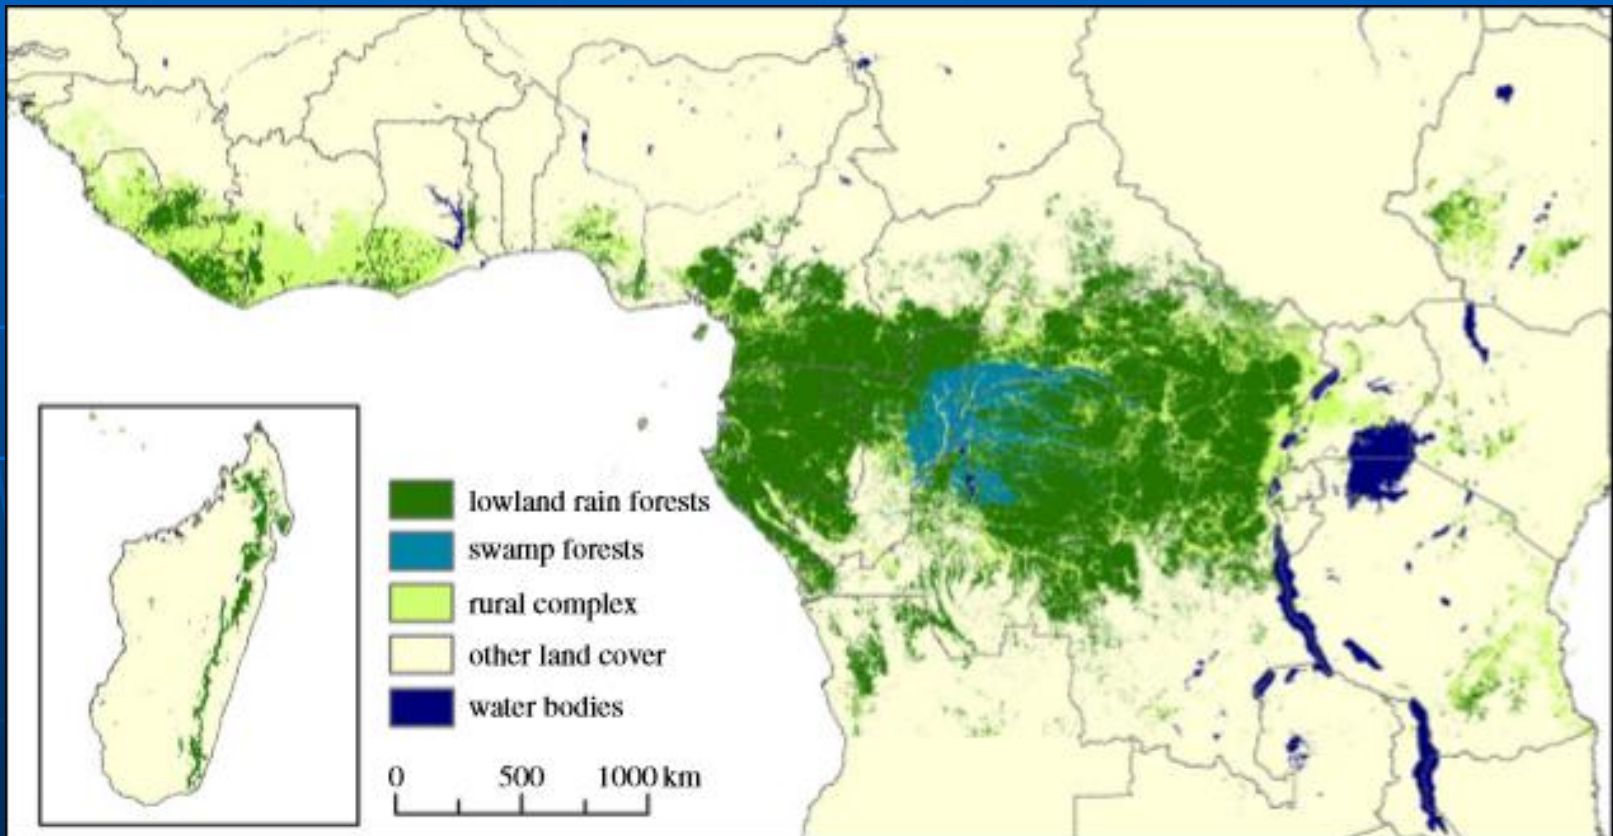 lowland rain forests
swamp forests
rural complex
other land cover
water bodies
0 500 1000 km